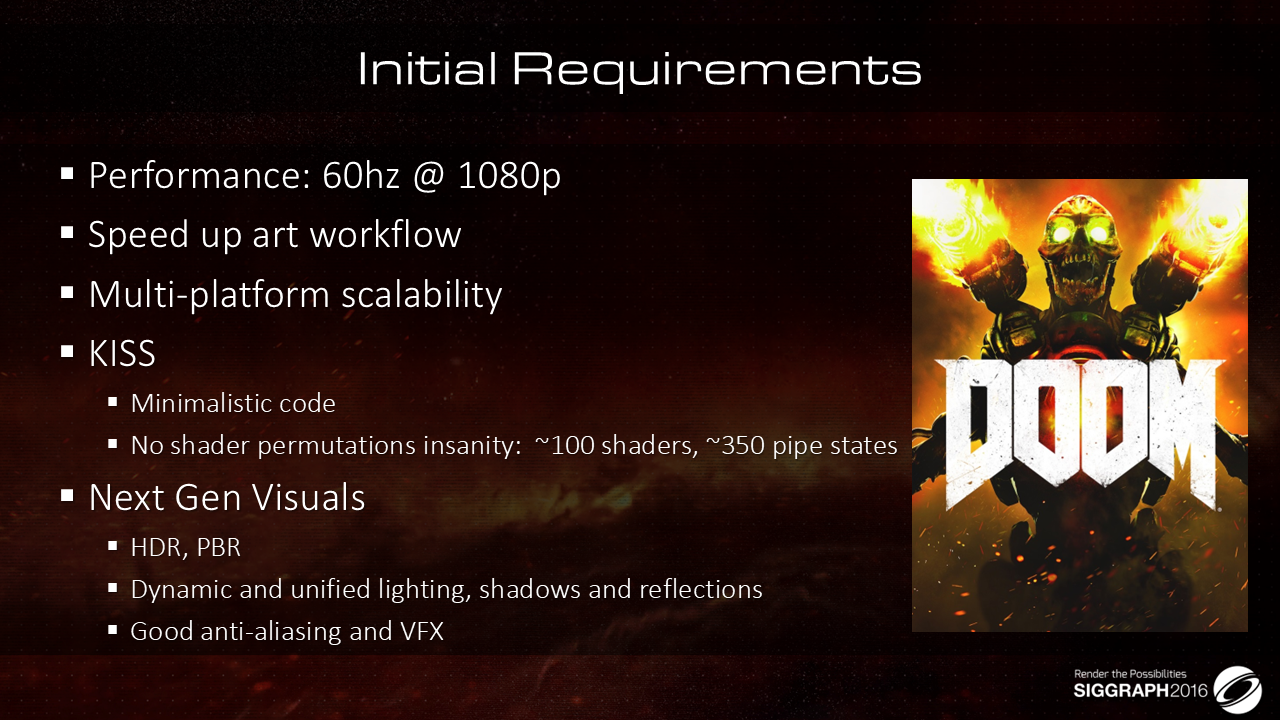 Initial Requirements
▪ Performance: 60hz @ 1080p
▪ Speed up art workflow
▪ Multi-platform scalability
▪ KISS
▪ Minimalistic code
▪ No shader permutations insanity:  ~100 shaders, ~350 pipe states
▪ Next Gen Visuals
▪ HDR, PBR
▪ Dynamic and unified lighting, shadows and reflections
▪ Good anti-aliasing and VFX
DOOM
Render the Possibilities
SIGGRAPH2016